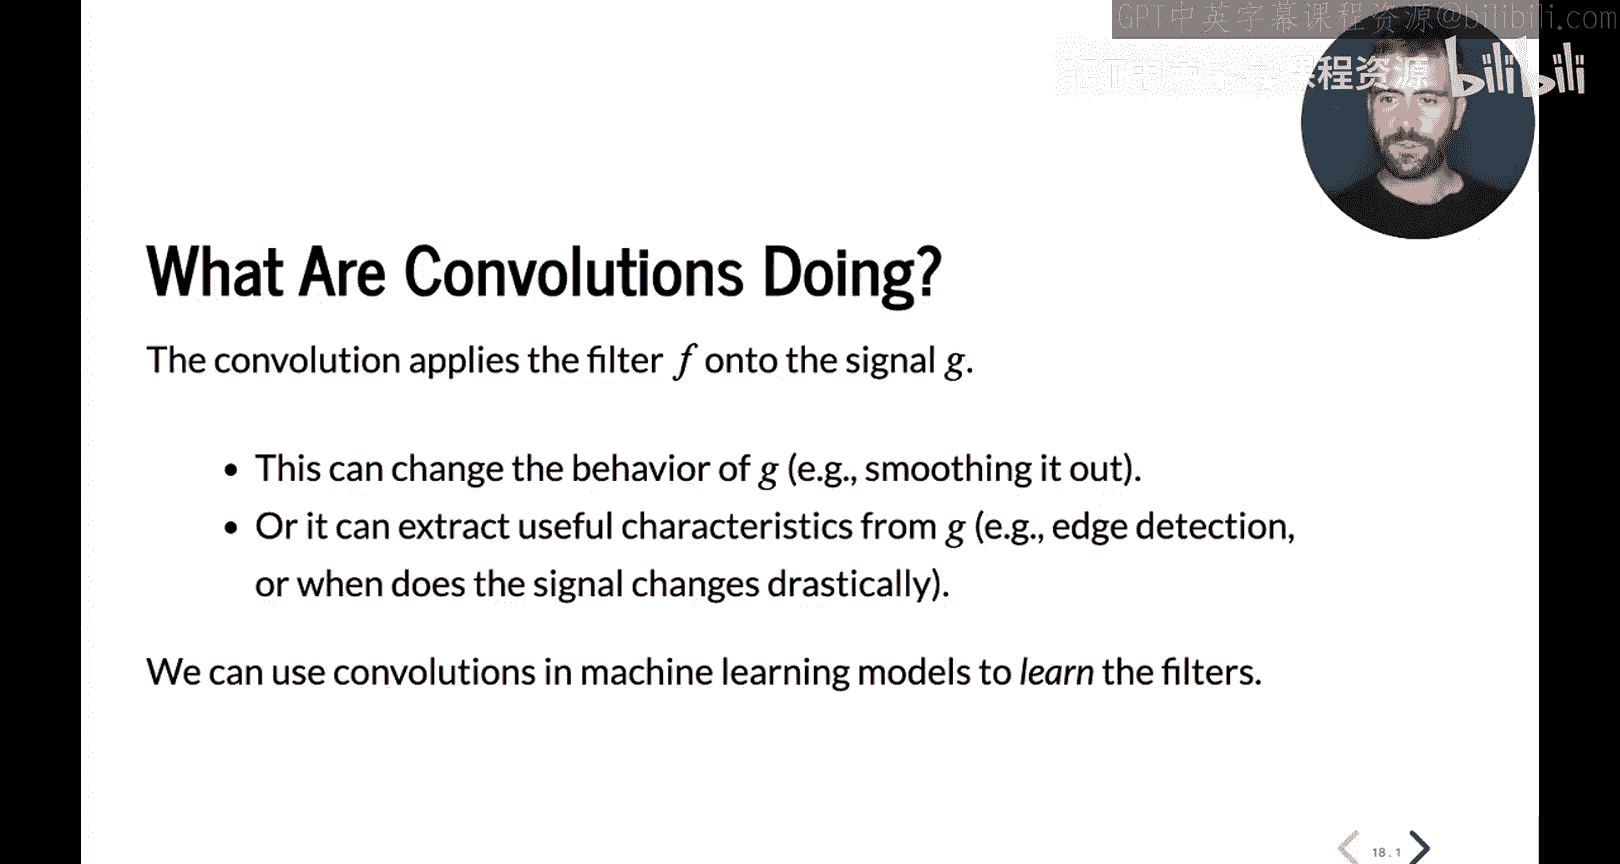 GPT中英字幕课程资源@bilibili.com
课程资源 bilibili
What Are Convolutions Doing?
The convolution applies the filter f onto the signal g.
• This can change the behavior of g (e.g., smoothing it out).
• Or it can extract useful characteristics from g (e.g., edge detection,
or when does the signal changes drastically).
We can use convolutions in machine learning models to learn the filters.
18.1